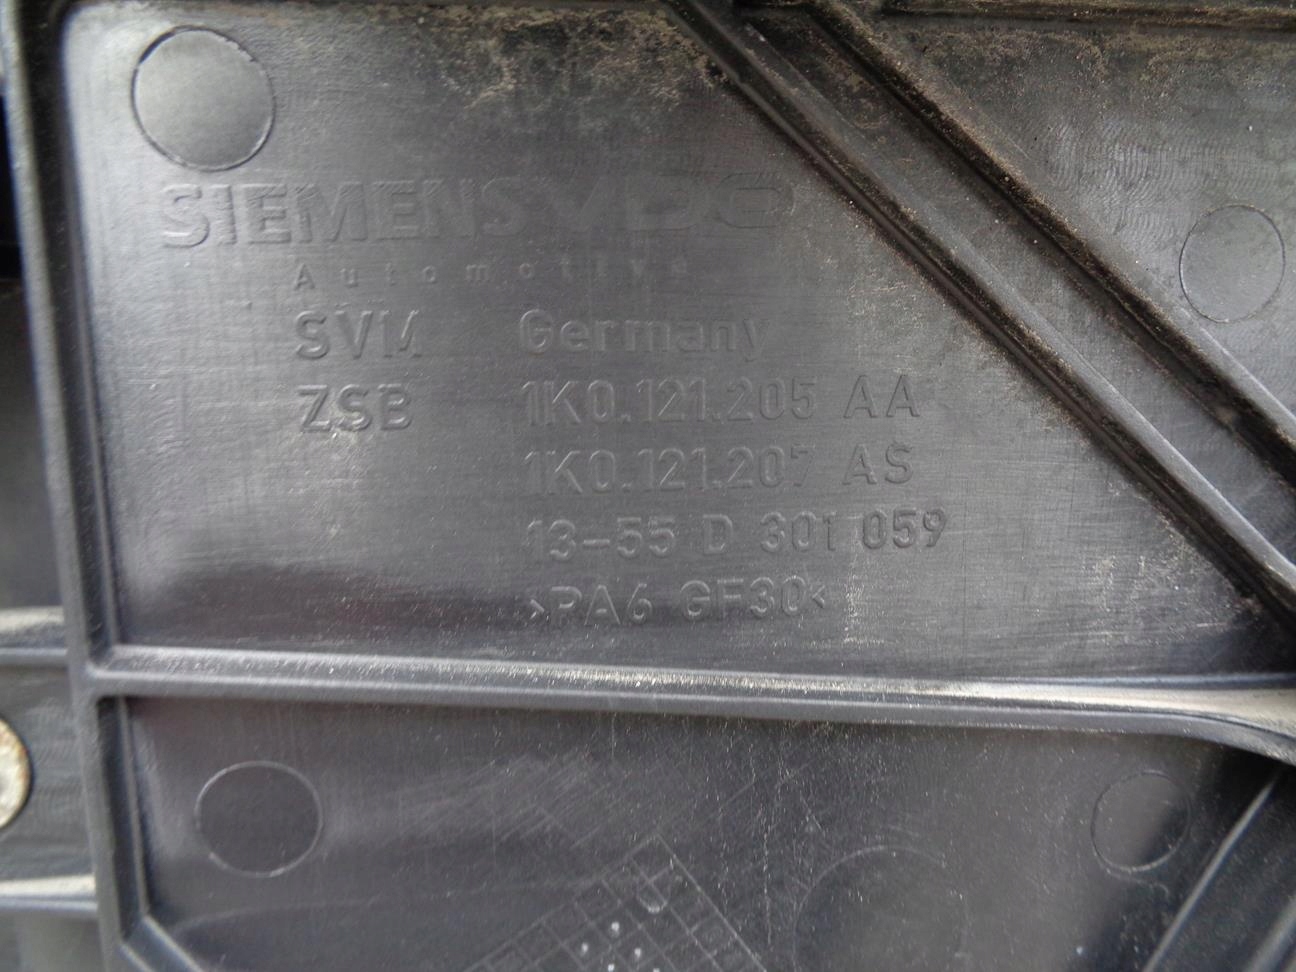 SIEMENS VDO
Automotive
SVM Germany
ZSB 1K0.121.205 AA
1K0.121.207 AS
13-55 D 301 059
>PA6 GF30<